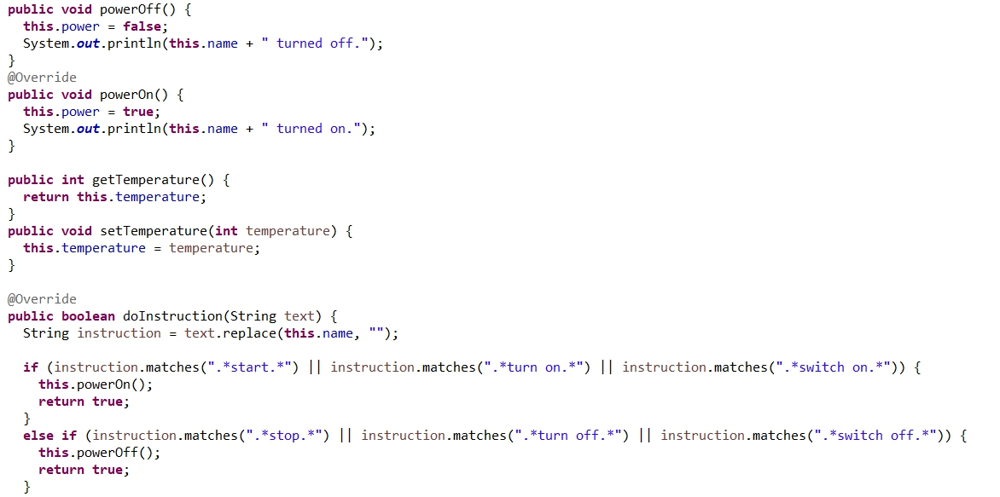 public void powerOff() {
  this.power = false;
  System.out.println(this.name + " turned off.");
}
@Override
public void powerOn() {
  this.power = true;
  System.out.println(this.name + " turned on.");
}

public int getTemperature() {
  return this.temperature;
}
public void setTemperature(int temperature) {
  this.temperature = temperature;
}

@Override
public boolean doInstruction(String text) {
  String instruction = text.replace(this.name, "");

  if (instruction.matches(".*start.*") || instruction.matches(".*turn on.*") || instruction.matches(".*switch on.*")) {
    this.powerOn();
    return true;
  }
  else if (instruction.matches(".*stop.*") || instruction.matches(".*turn off.*") || instruction.matches(".*switch off.*")) {
    this.powerOff();
    return true;
  }